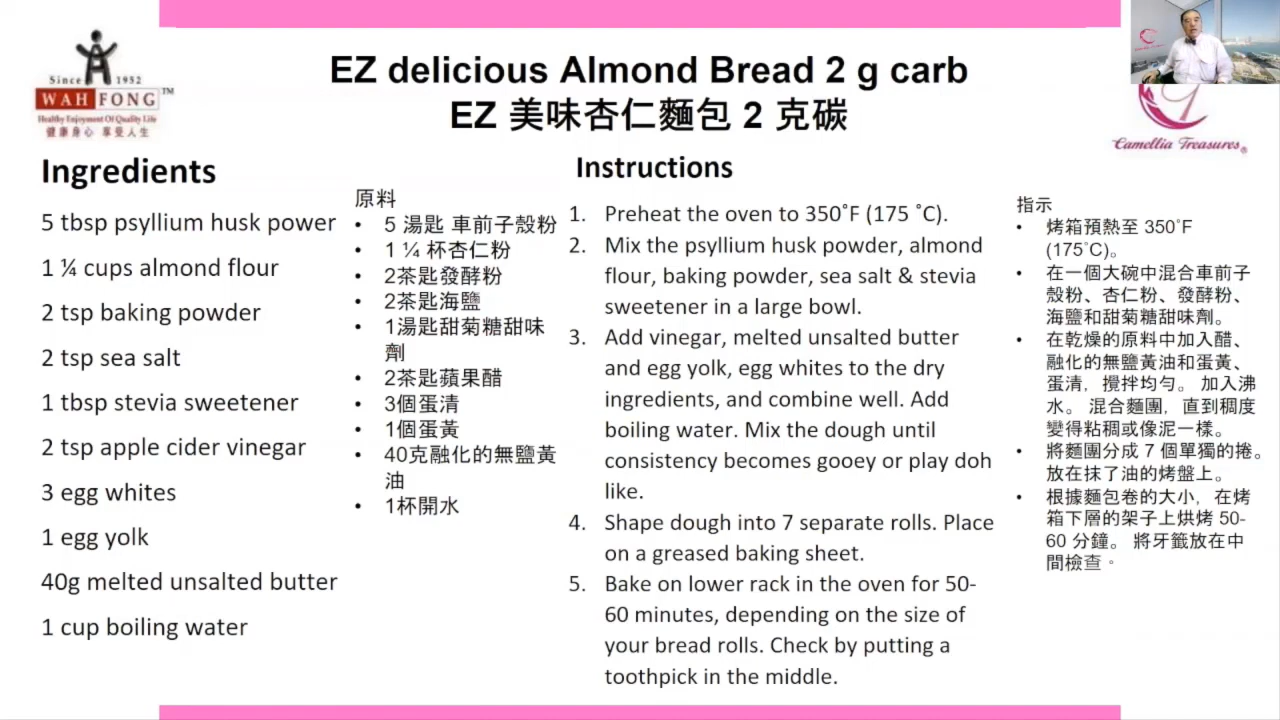 Since 1952
WAH FONG TM
Healthy Enjoyment Of Quality Life
健康身心 享受人生
EZ delicious Almond Bread 2 g carb
EZ 美味杏仁麵包 2 克碳
Camellia Treasures®
Ingredients
5 tbsp psyllium husk power
1 ¼ cups almond flour
2 tsp baking powder
2 tsp sea salt
1 tbsp stevia sweetener
2 tsp apple cider vinegar
3 egg whites
1 egg yolk
40g melted unsalted butter
1 cup boiling water
原料
• 5 湯匙 車前子殼粉
• 1 ¼ 杯杏仁粉
• 2茶匙發酵粉
• 2茶匙海鹽
• 1湯匙甜菊糖甜味
劑
• 2茶匙蘋果醋
• 3個蛋清
• 1個蛋黃
• 40克融化的無鹽黃
油
• 1杯開水
Instructions
1. Preheat the oven to 350˚F (175 ˚C).
2. Mix the psyllium husk powder, almond
flour, baking powder, sea salt & stevia
sweetener in a large bowl.
3. Add vinegar, melted unsalted butter
and egg yolk, egg whites to the dry
ingredients, and combine well. Add
boiling water. Mix the dough until
consistency becomes gooey or play doh
like.
4. Shape dough into 7 separate rolls. Place
on a greased baking sheet.
5. Bake on lower rack in the oven for 50-
60 minutes, depending on the size of
your bread rolls. Check by putting a
toothpick in the middle.
指示
• 烤箱預熱至 350˚F
(175˚C)。
• 在一個大碗中混合車前子
殼粉、杏仁粉、發酵粉、
海鹽和甜菊糖甜味劑。
• 在乾燥的原料中加入醋、
融化的無鹽黃油和蛋黃、
蛋清，攪拌均勻。 加入沸
水。 混合麵團，直到稠度
變得粘稠或像泥一樣。
• 將麵團分成 7 個單獨的捲。
放在抹了油的烤盤上。
• 根據麵包卷的大小，在烤
箱下層的架子上烘烤 50-
60 分鐘。 將牙籤放在中
間檢查。